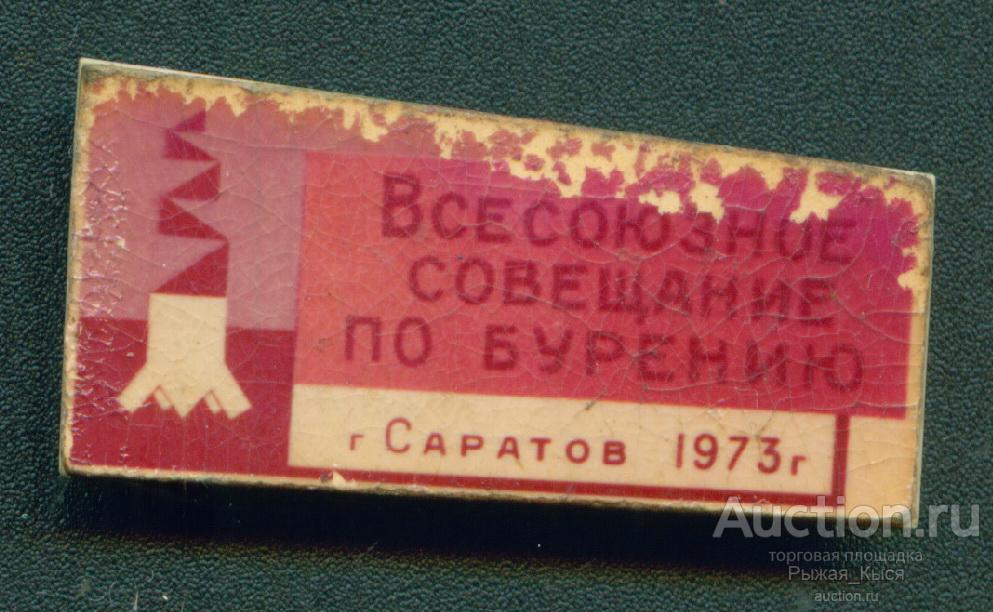 Всесоюзное
совещание
по бурению
г Саратов 1973г
Auction.ru
торговая площадка
Рыжая_Кыся
auction.ru